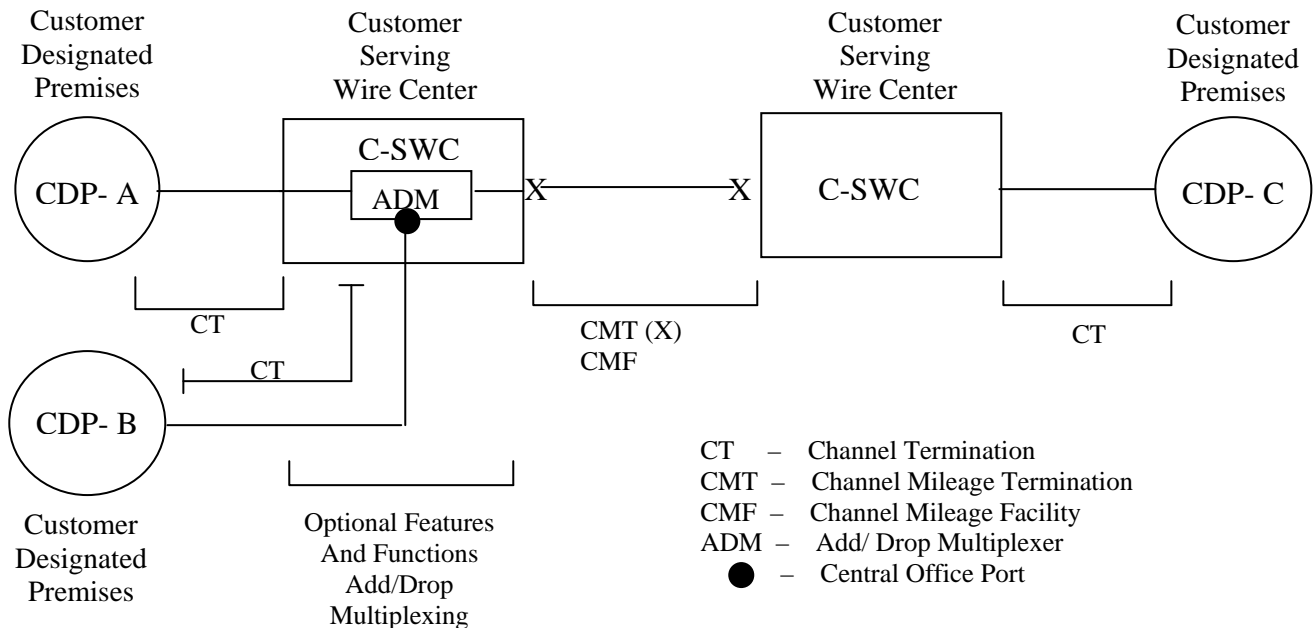 Customer
Designated
Premises
Customer
Serving
Wire Center
Customer
Serving
Wire Center
Customer
Designated
Premises
CDP- A
C-SWC
ADM
X
X
C-SWC
CDP- C
CT
CMT (X)
CMF
CT
CT
CDP- B
Customer
Designated
Premises
Optional Features
And Functions
Add/Drop
Multiplexing
CT – Channel Termination
CMT – Channel Mileage Termination
CMF – Channel Mileage Facility
ADM – Add/ Drop Multiplexer
– Central Office Port